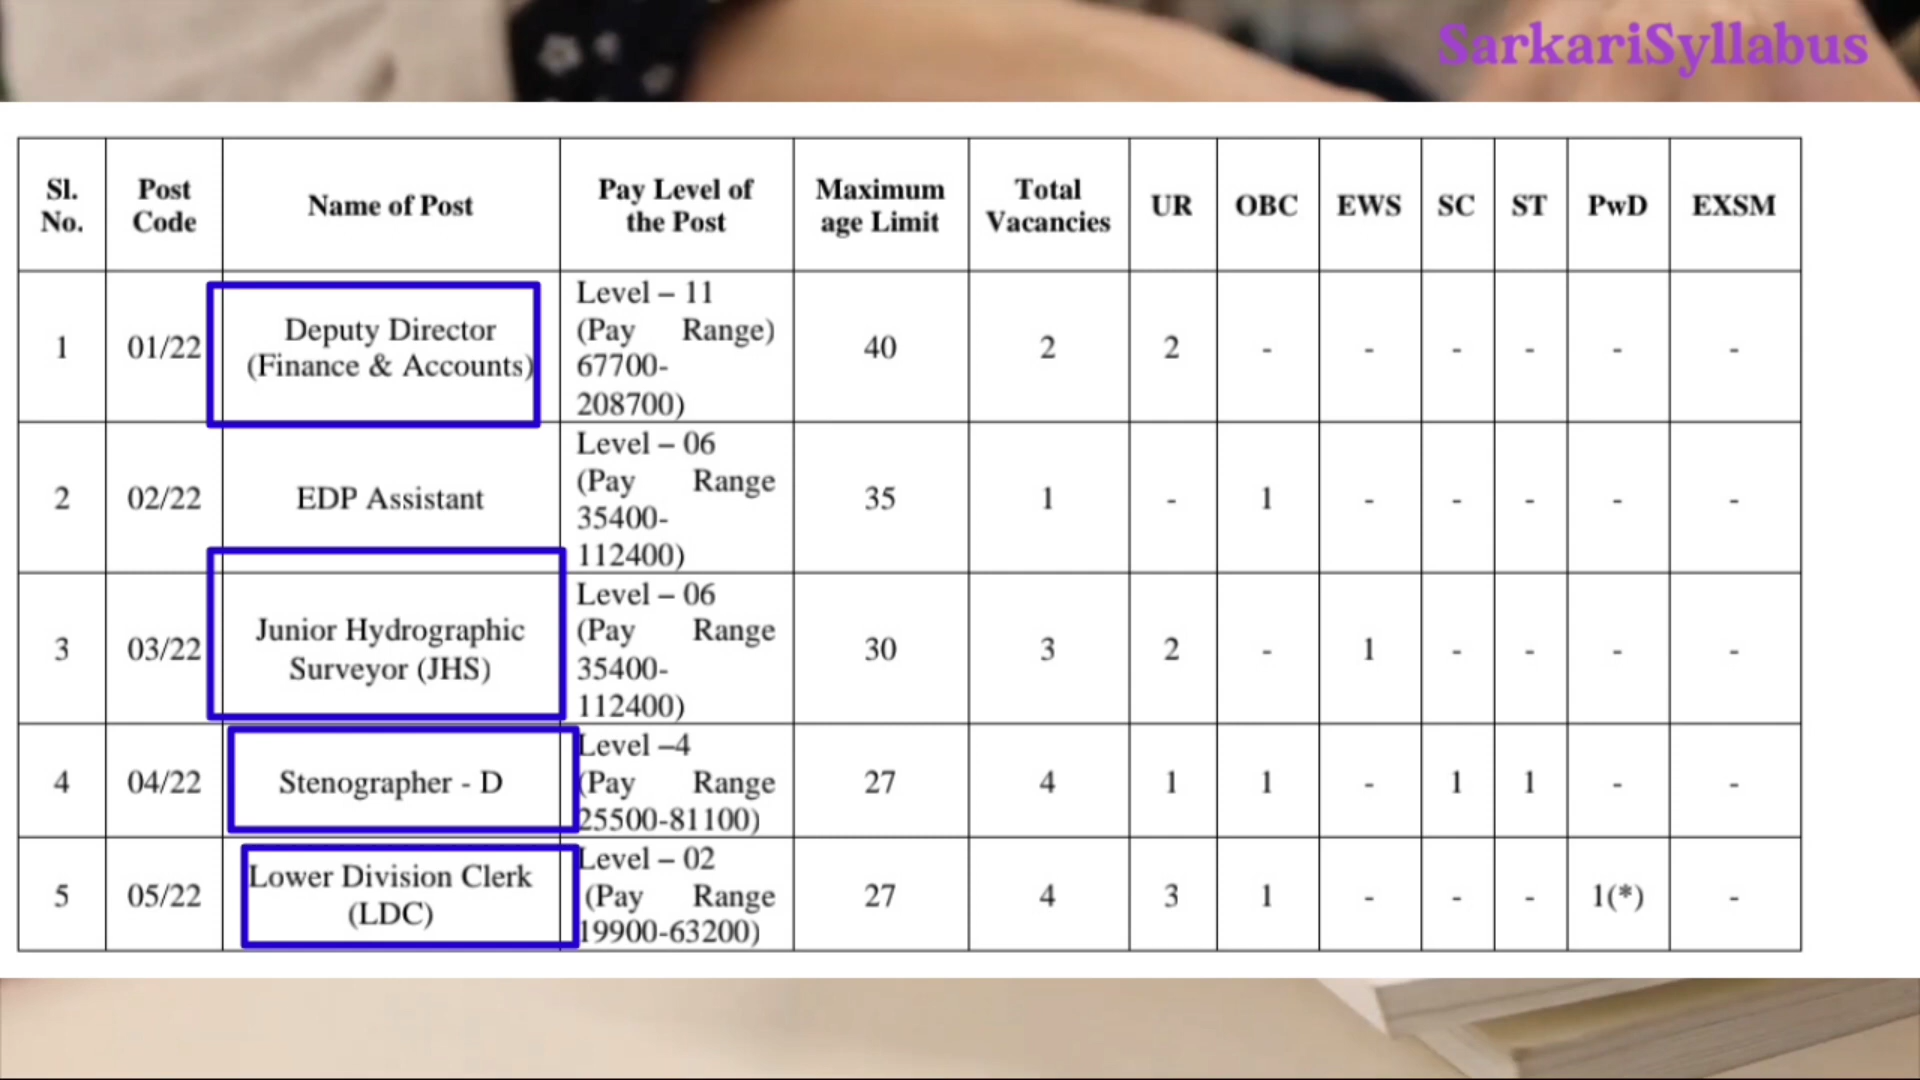 SarkariSyllabus
Sl. No. Post Code Name of Post Pay Level of the Post Maximum age Limit Total Vacancies UR OBC EWS SC ST PwD EXSM
1 01/22 Deputy Director (Finance & Accounts) Level – 11 (Pay Range) 67700-208700) 40 2 2 - - - - - -
2 02/22 EDP Assistant Level – 06 (Pay Range 35400-112400) 35 1 - 1 - - - - -
3 03/22 Junior Hydrographic Surveyor (JHS) Level – 06 (Pay Range 35400-112400) 30 3 2 - 1 - - - -
4 04/22 Stenographer - D Level –4 (Pay Range 25500-81100) 27 4 1 1 - 1 1 - -
5 05/22 Lower Division Clerk (LDC) Level – 02 (Pay Range 19900-63200) 27 4 3 1 - - - 1(*) -